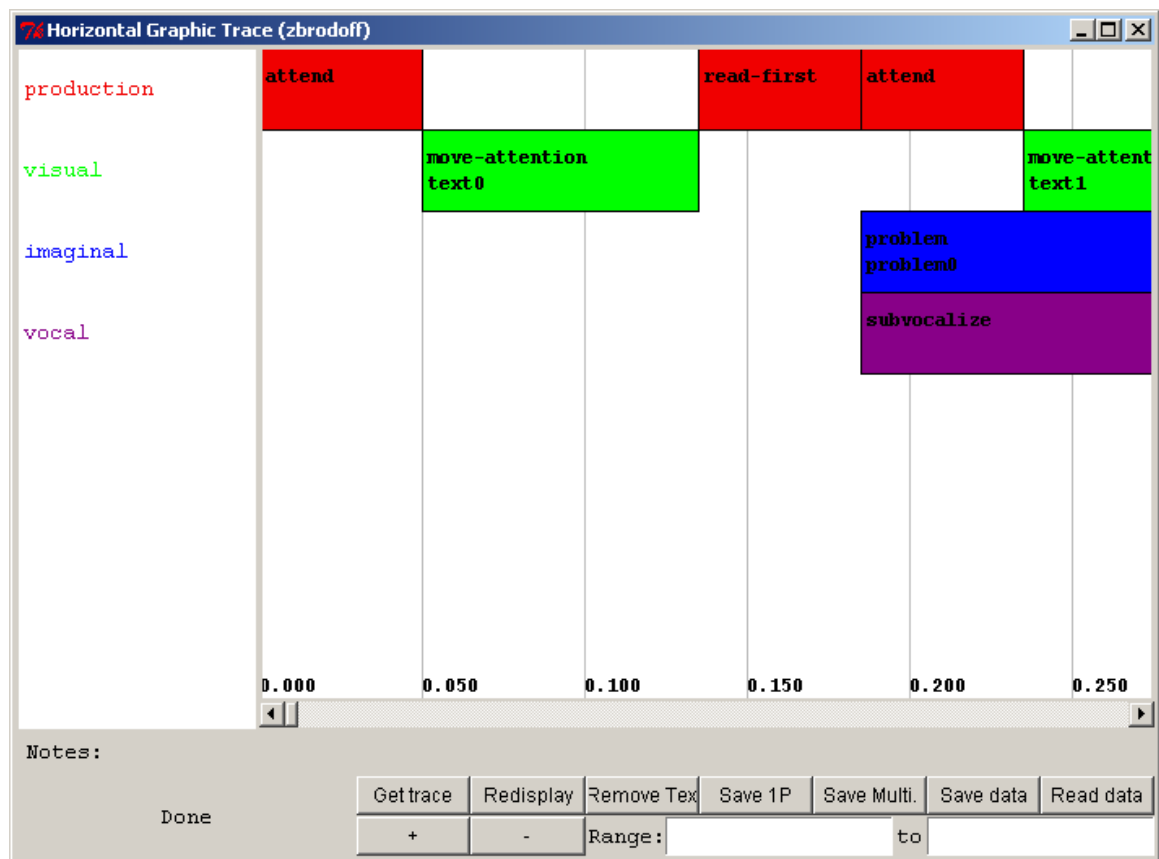 Horizontal Graphic Trace (zbrodoff)
production
attend
read-first
attend
visual
move-attention
text0
move-attent
text1
imaginal
problem
problem0
vocal
subvocalize
0.000 0.050 0.100 0.150 0.200 0.250
Notes:
Done
Get trace Redisplay Remove Tex Save 1P Save Multi. Save data Read data
+ - Range: to